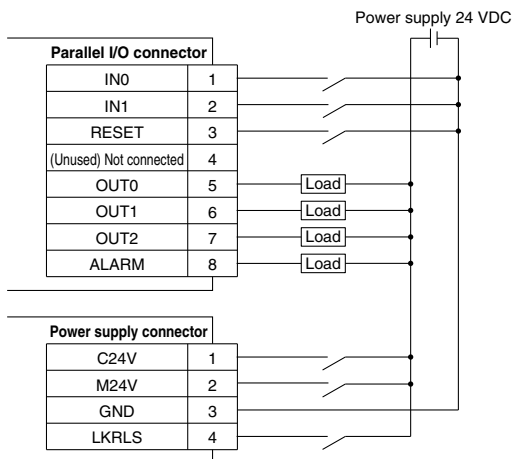 Power supply 24 VDC
Parallel I/O connector
IN0 1
IN1 2
RESET 3
(Unused) Not connected 4
OUT0 5 Load
OUT1 6 Load
OUT2 7 Load
ALARM 8 Load
Power supply connector
C24V 1
M24V 2
GND 3
LKRLS 4